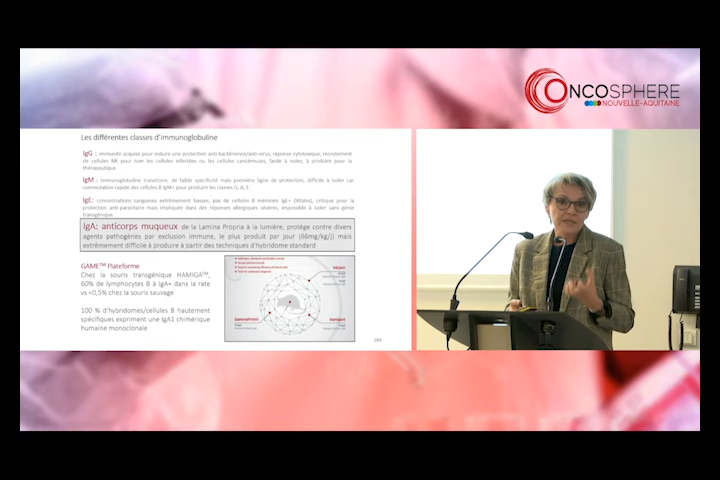 ONCOSPHERE
NOUVELLE-AQUITAINE
Les différentes classes d'immunoglobuline
IgG : immunité acquise pour induire une protection anti-bactérienne/anti-virus, réponse cytotoxique, recrutement
de cellules NK pour tuer les cellules infectées ou les cellules cancéreuses, facile à isoler, à produire pour la
thérapeutique
IgM : immunoglobuline transitoire, de faible spécificité mais première ligne de protection, difficile à isoler car
commutation rapide des cellules B IgM+ pour produire les classes G, A, E
IgE: concentrations sanguines extrêmement basses, pas de cellules B mémoire IgE+ (létales), critique pour la
protection anti-parasitaire mais impliquée dans des réponses allergiques sévères, impossible à isoler sans génie
transgénique
IgA: anticorps muqueux de la Lamina Propria à la lumière, protège contre divers
agents pathogènes par exclusion immune, le plus produit par jour (66mg/kg/j) mais
extrêmement difficile à produire à partir des techniques d'hybridome standard
GAME™ Plateforme
Chez la souris transgénique HAMIGA™,
60% de lymphocytes B à IgA+ dans la rate
vs <0,5% chez la souris sauvage
100 % d'hybridomes/cellules B hautement
spécifiques expriment une IgA1 chimérique
humaine monoclonale